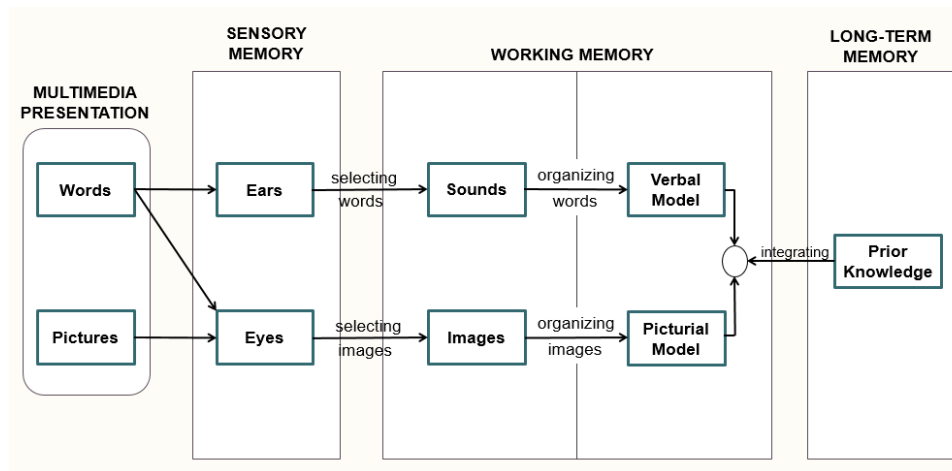 SENSORY
MEMORY
WORKING MEMORY
LONG-TERM
MEMORY
MULTIMEDIA
PRESENTATION
Words
Ears
selecting
words
Sounds
organizing
words
Verbal
Model
integrating
Prior
Knowledge
Pictures
Eyes
selecting
images
Images
organizing
images
Picturial
Model